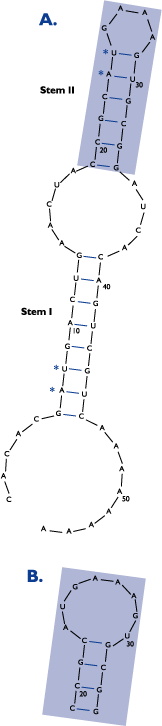 A.
A A
G A
* U G
* A U 30
Stem II
C G
G C
C 20 G
C G
A A
U U
C C
A A
A C
G C
U A 40
C G
Stem I
A 10 U
G C
* U G
* A U
G C
C A
A A
C A
A A
C A 50
A A A A
B.
A A
G A
U G
A U 30
C G
G C
C 20 G
C G